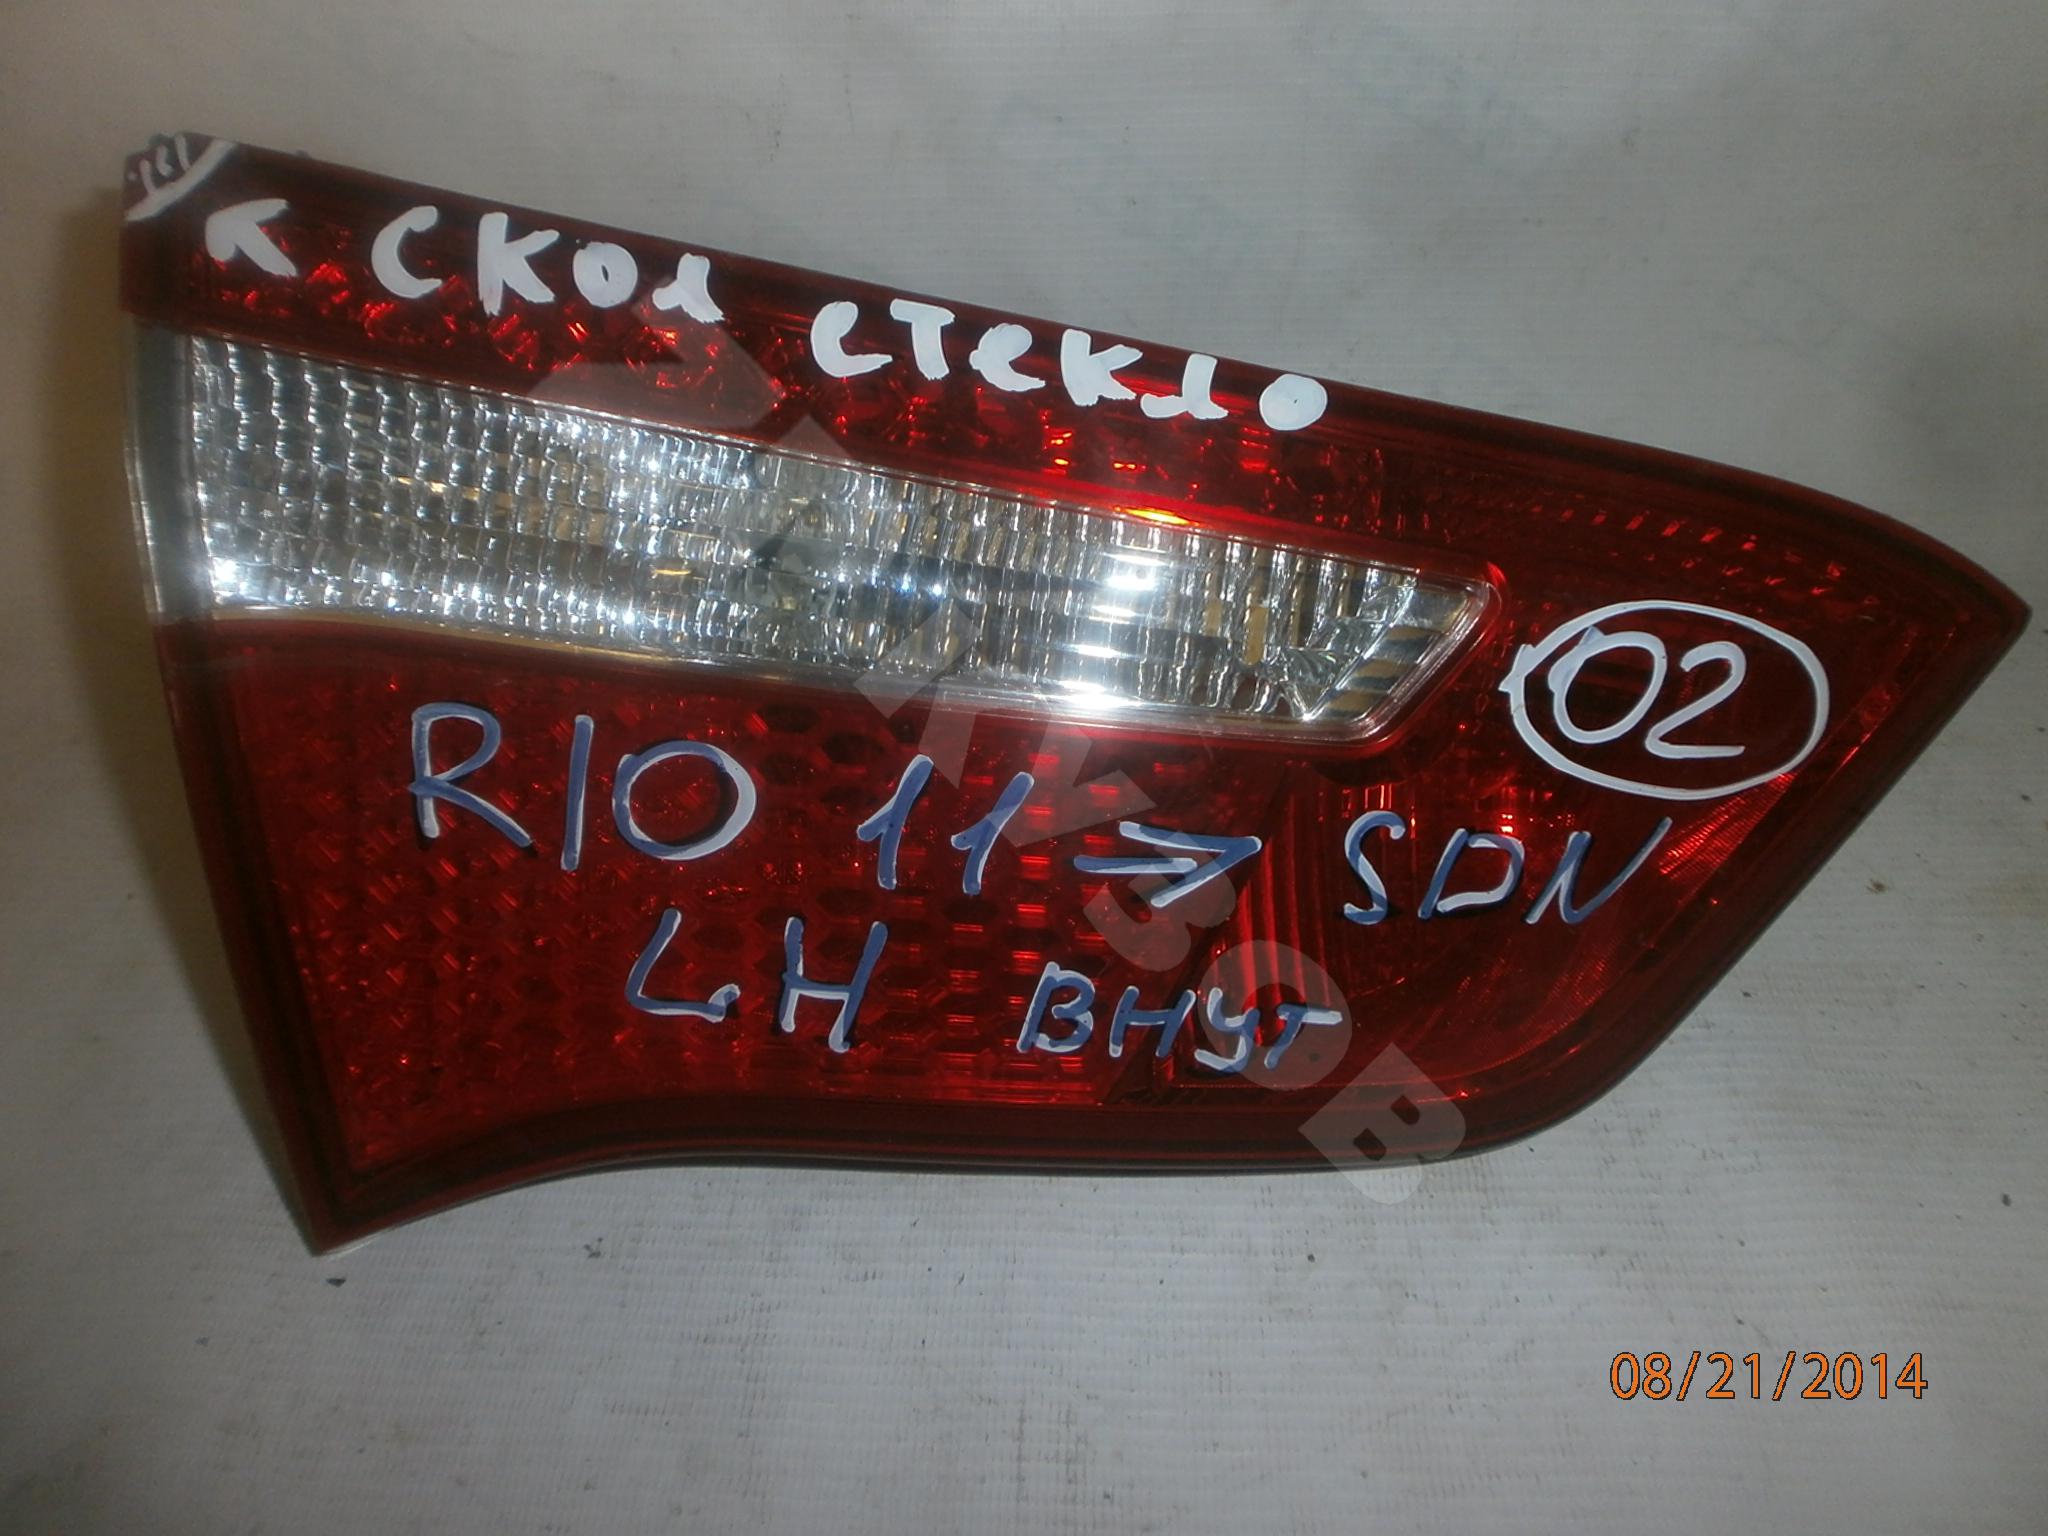 скол стекло
02
RIO 11 → SDN
LH внут
08/21/2014